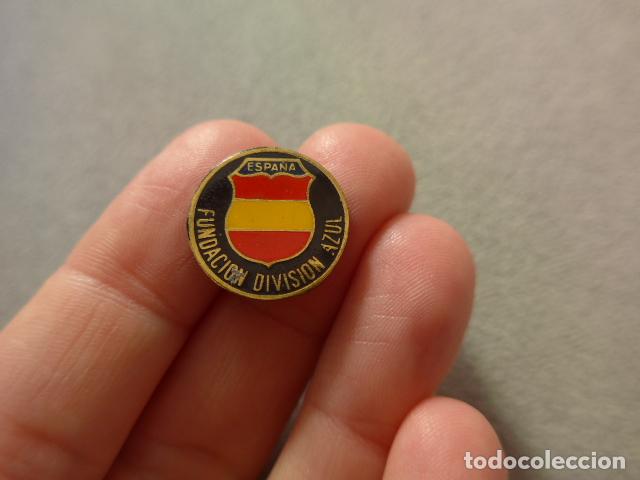 ESPAÑA
FUNDACION DIVISION AZUL
todocoleccion